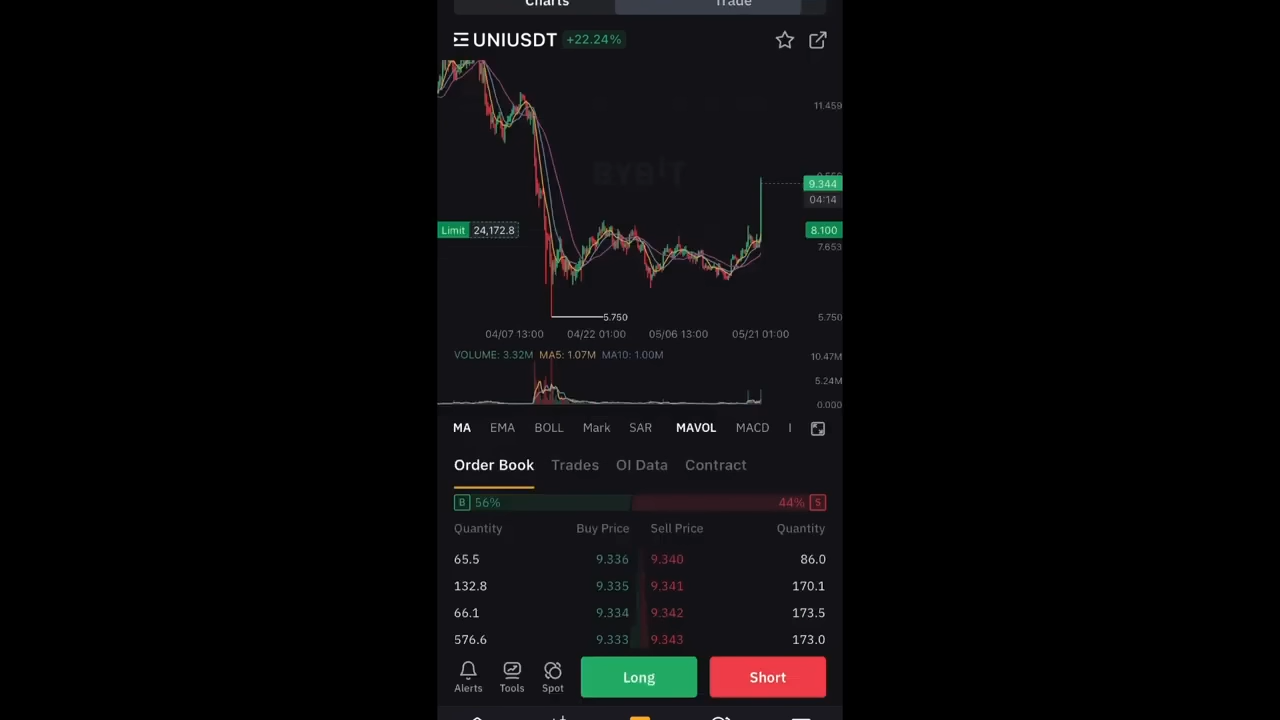 Charts Trade
UNIUSDT +22.24%
11.459
BYBIT
9.344
04:14
Limit 24,172.8 8.100
7.653
5.750 5.750
04/07 13:00 04/22 01:00 05/06 13:00 05/21 01:00
VOLUME: 3.32M MA5: 1.07M MA10: 1.00M 10.47M
5.24M
0.000
MA EMA BOLL Mark SAR MAVOL MACD
Order Book Trades OI Data Contract
B 56% 44% S
Quantity Buy Price Sell Price Quantity
65.5 9.336 9.340 86.0
132.8 9.335 9.341 170.1
66.1 9.334 9.342 173.5
576.6 9.333 9.343 173.0
Alerts Tools Spot Long Short